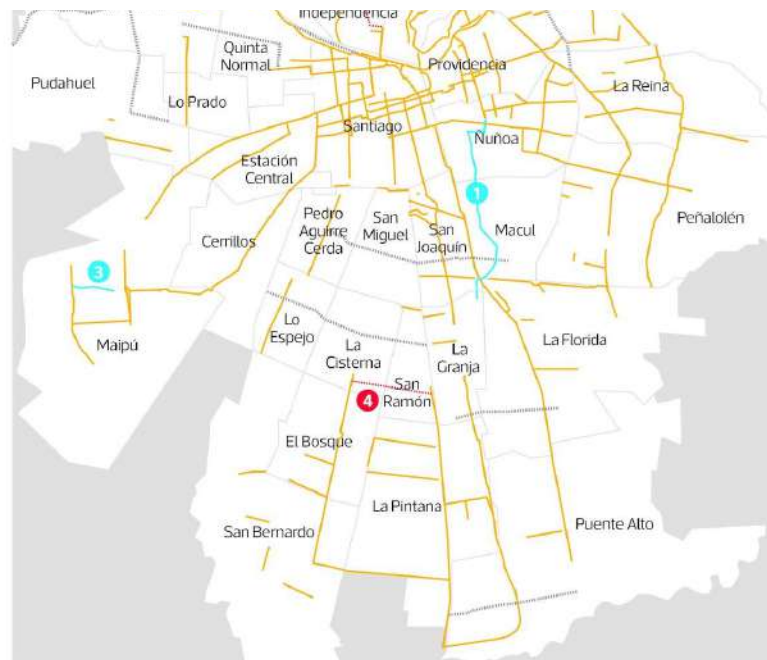 Independencia
Quinta
Normal
Providencia
Pudahuel
La Reina
Lo Prado
Santiago
Ñuñoa
Estación
Central
1
Pedro
Aguirre
Cerda
San
Miguel
San
Joaquín
Macul
Peñalolén
Cerrillos
3
Lo
Espejo
La
Cisterna
La
Granja
La Florida
Maipú
San
Ramón
4
El Bosque
La Pintana
San Bernardo
Puente Alto